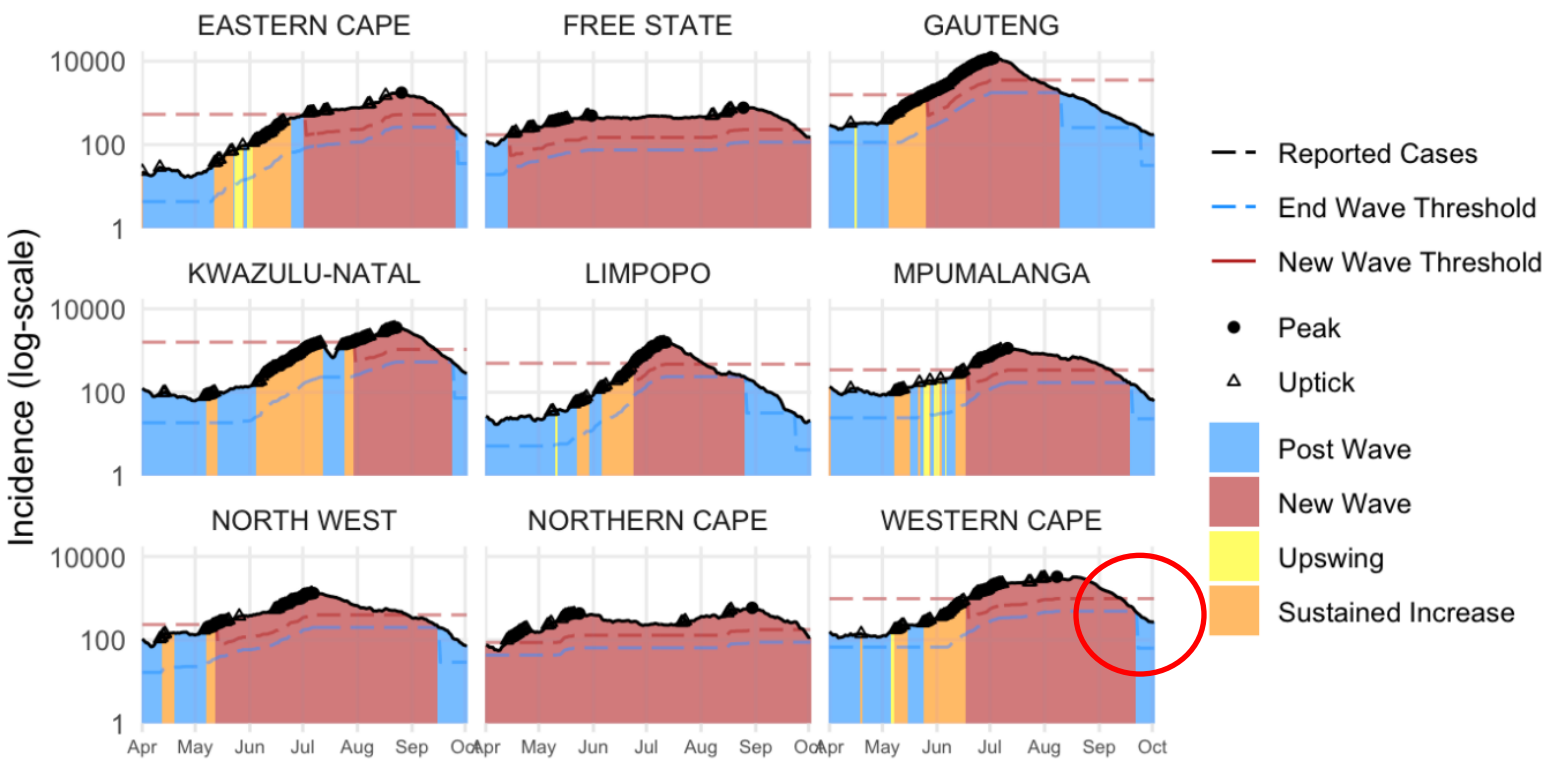 EASTERN CAPE
FREE STATE
GAUTENG
10000
100
1
KWAZULU-NATAL
LIMPOPO
MPUMALANGA
10000
100
1
NORTH WEST
NORTHERN CAPE
WESTERN CAPE
10000
100
1
Apr May Jun Jul Aug Sep Oct
Apr May Jun Jul Aug Sep Oct
Apr May Jun Jul Aug Sep Oct
Incidence (log-scale)
Reported Cases
End Wave Threshold
New Wave Threshold
Peak
Uptick
Post Wave
New Wave
Upswing
Sustained Increase